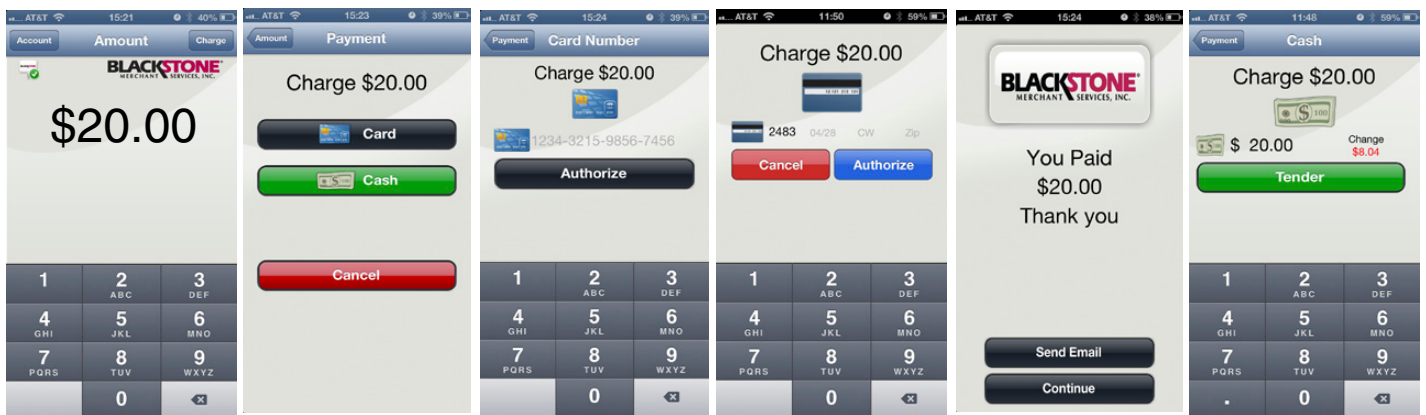 AT&T 15:21 40%
Account Amount Charge
BLACKSTONE
MERCHANT SERVICES, INC.
$20.00
1 2 3
ABC DEF
4 5 6
GHI JKL MNO
7 8 9
PQRS TUV WXYZ
0
AT&T 15:23 39%
Amount Payment
Charge $20.00
Card
Cash
Cancel
AT&T 15:24 39%
Payment Card Number
Charge $20.00
1234-3215-9856-7456
Authorize
1 2 3
ABC DEF
4 5 6
GHI JKL MNO
7 8 9
PQRS TUV WXYZ
0
AT&T 11:50 59%
Charge $20.00
2483 04/28 CW Zip
Cancel Authorize
1 2 3
ABC DEF
4 5 6
GHI JKL MNO
7 8 9
PQRS TUV WXYZ
0
AT&T 15:24 38%
BLACKSTONE
MERCHANT SERVICES, INC.
You Paid
$20.00
Thank you
Send Email
Continue
AT&T 11:48 59%
Payment Cash
Charge $20.00
$ 100
$ 20.00 Change
$8.04
Tender
1 2 3
ABC DEF
4 5 6
GHI JKL MNO
7 8 9
PQRS TUV WXYZ
. 0